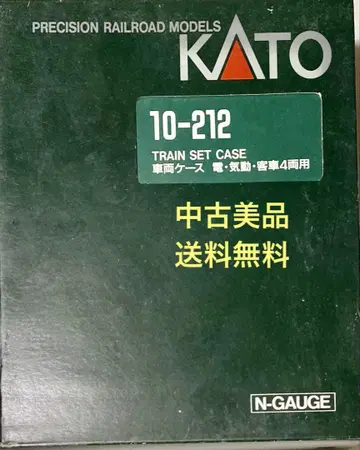 PRECISION RAILROAD MODELS
KATO
10-212
TRAIN SET CASE
車両ケース 電・気動・客車4両用
中古美品
送料無料
N-GAUGE